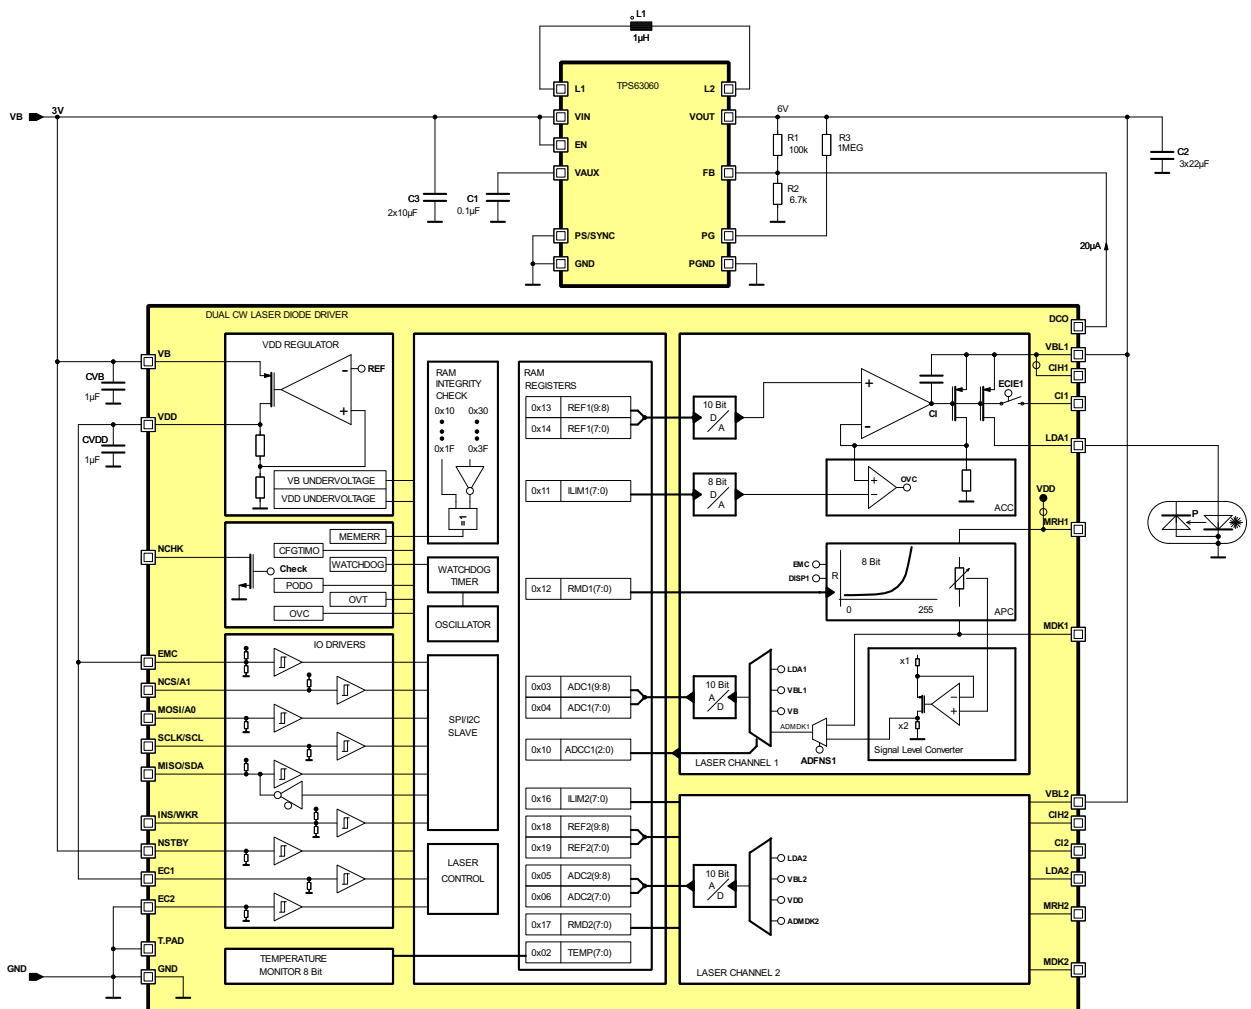 L1
1µH
TPS63060
L1
L2
VB
3V
VIN
VOUT
6V
EN
R1
100k
R3
1MEG
C2
3x22µF
VAUX
FB
C3
2x10µF
C1
0.1µF
R2
6.7k
PS/SYNC
PG
20µA
GND
PGND
DUAL CW LASER DIODE DRIVER
DCO
VDD REGULATOR
VB
CVB
1µF
REF
VDD
CVDD
1µF
VB UNDERVOLTAGE
VDD UNDERVOLTAGE
RAM
INTEGRITY
CHECK
0x10
0x30
0x1F
0x3F
=1
RAM
REGISTERS
0x13
REF1(9:8)
0x14
REF1(7:0)
0x11
ILIM1(7:0)
0x12
RMD1(7:0)
0x03
ADC1(9:8)
0x04
ADC1(7:0)
0x10
ADCC1(2:0)
0x16
ILIM2(7:0)
0x18
REF2(9:8)
0x19
REF2(7:0)
0x05
ADC2(9:8)
0x06
ADC2(7:0)
0x17
RMD2(7:0)
0x02
TEMP(7:0)
MEMERR
CFGTIMO
WATCHDOG
NCHK
Check
PODO
OVT
OVC
WATCHDOG
TIMER
OSCILLATOR
IO DRIVERS
EMC
NCS/A1
MOSI/A0
SCLK/SCL
MISO/SDA
INS/WKR
NSTBY
EC1
EC2
T.PAD
GND
GND
SPI/I2C
SLAVE
LASER
CONTROL
TEMPERATURE
MONITOR 8 Bit
10 Bit
D
A
8 Bit
D
A
+
-
CI
ECIE1
+
-
OVC
ACC
VBL1
CIH1
CI1
LDA1
VDD
MRH1
P
EMC
DISP1
R
8 Bit
0
255
APC
MDK1
10 Bit
A
D
LDA1
VBL1
VB
ADMDK1
ADFNS1
x1
x2
-
+
Signal Level Converter
LASER CHANNEL 1
VBL2
CIH2
CI2
LDA2
MRH2
MDK2
10 Bit
A
D
LDA2
VBL2
VDD
ADMDK2
LASER CHANNEL 2